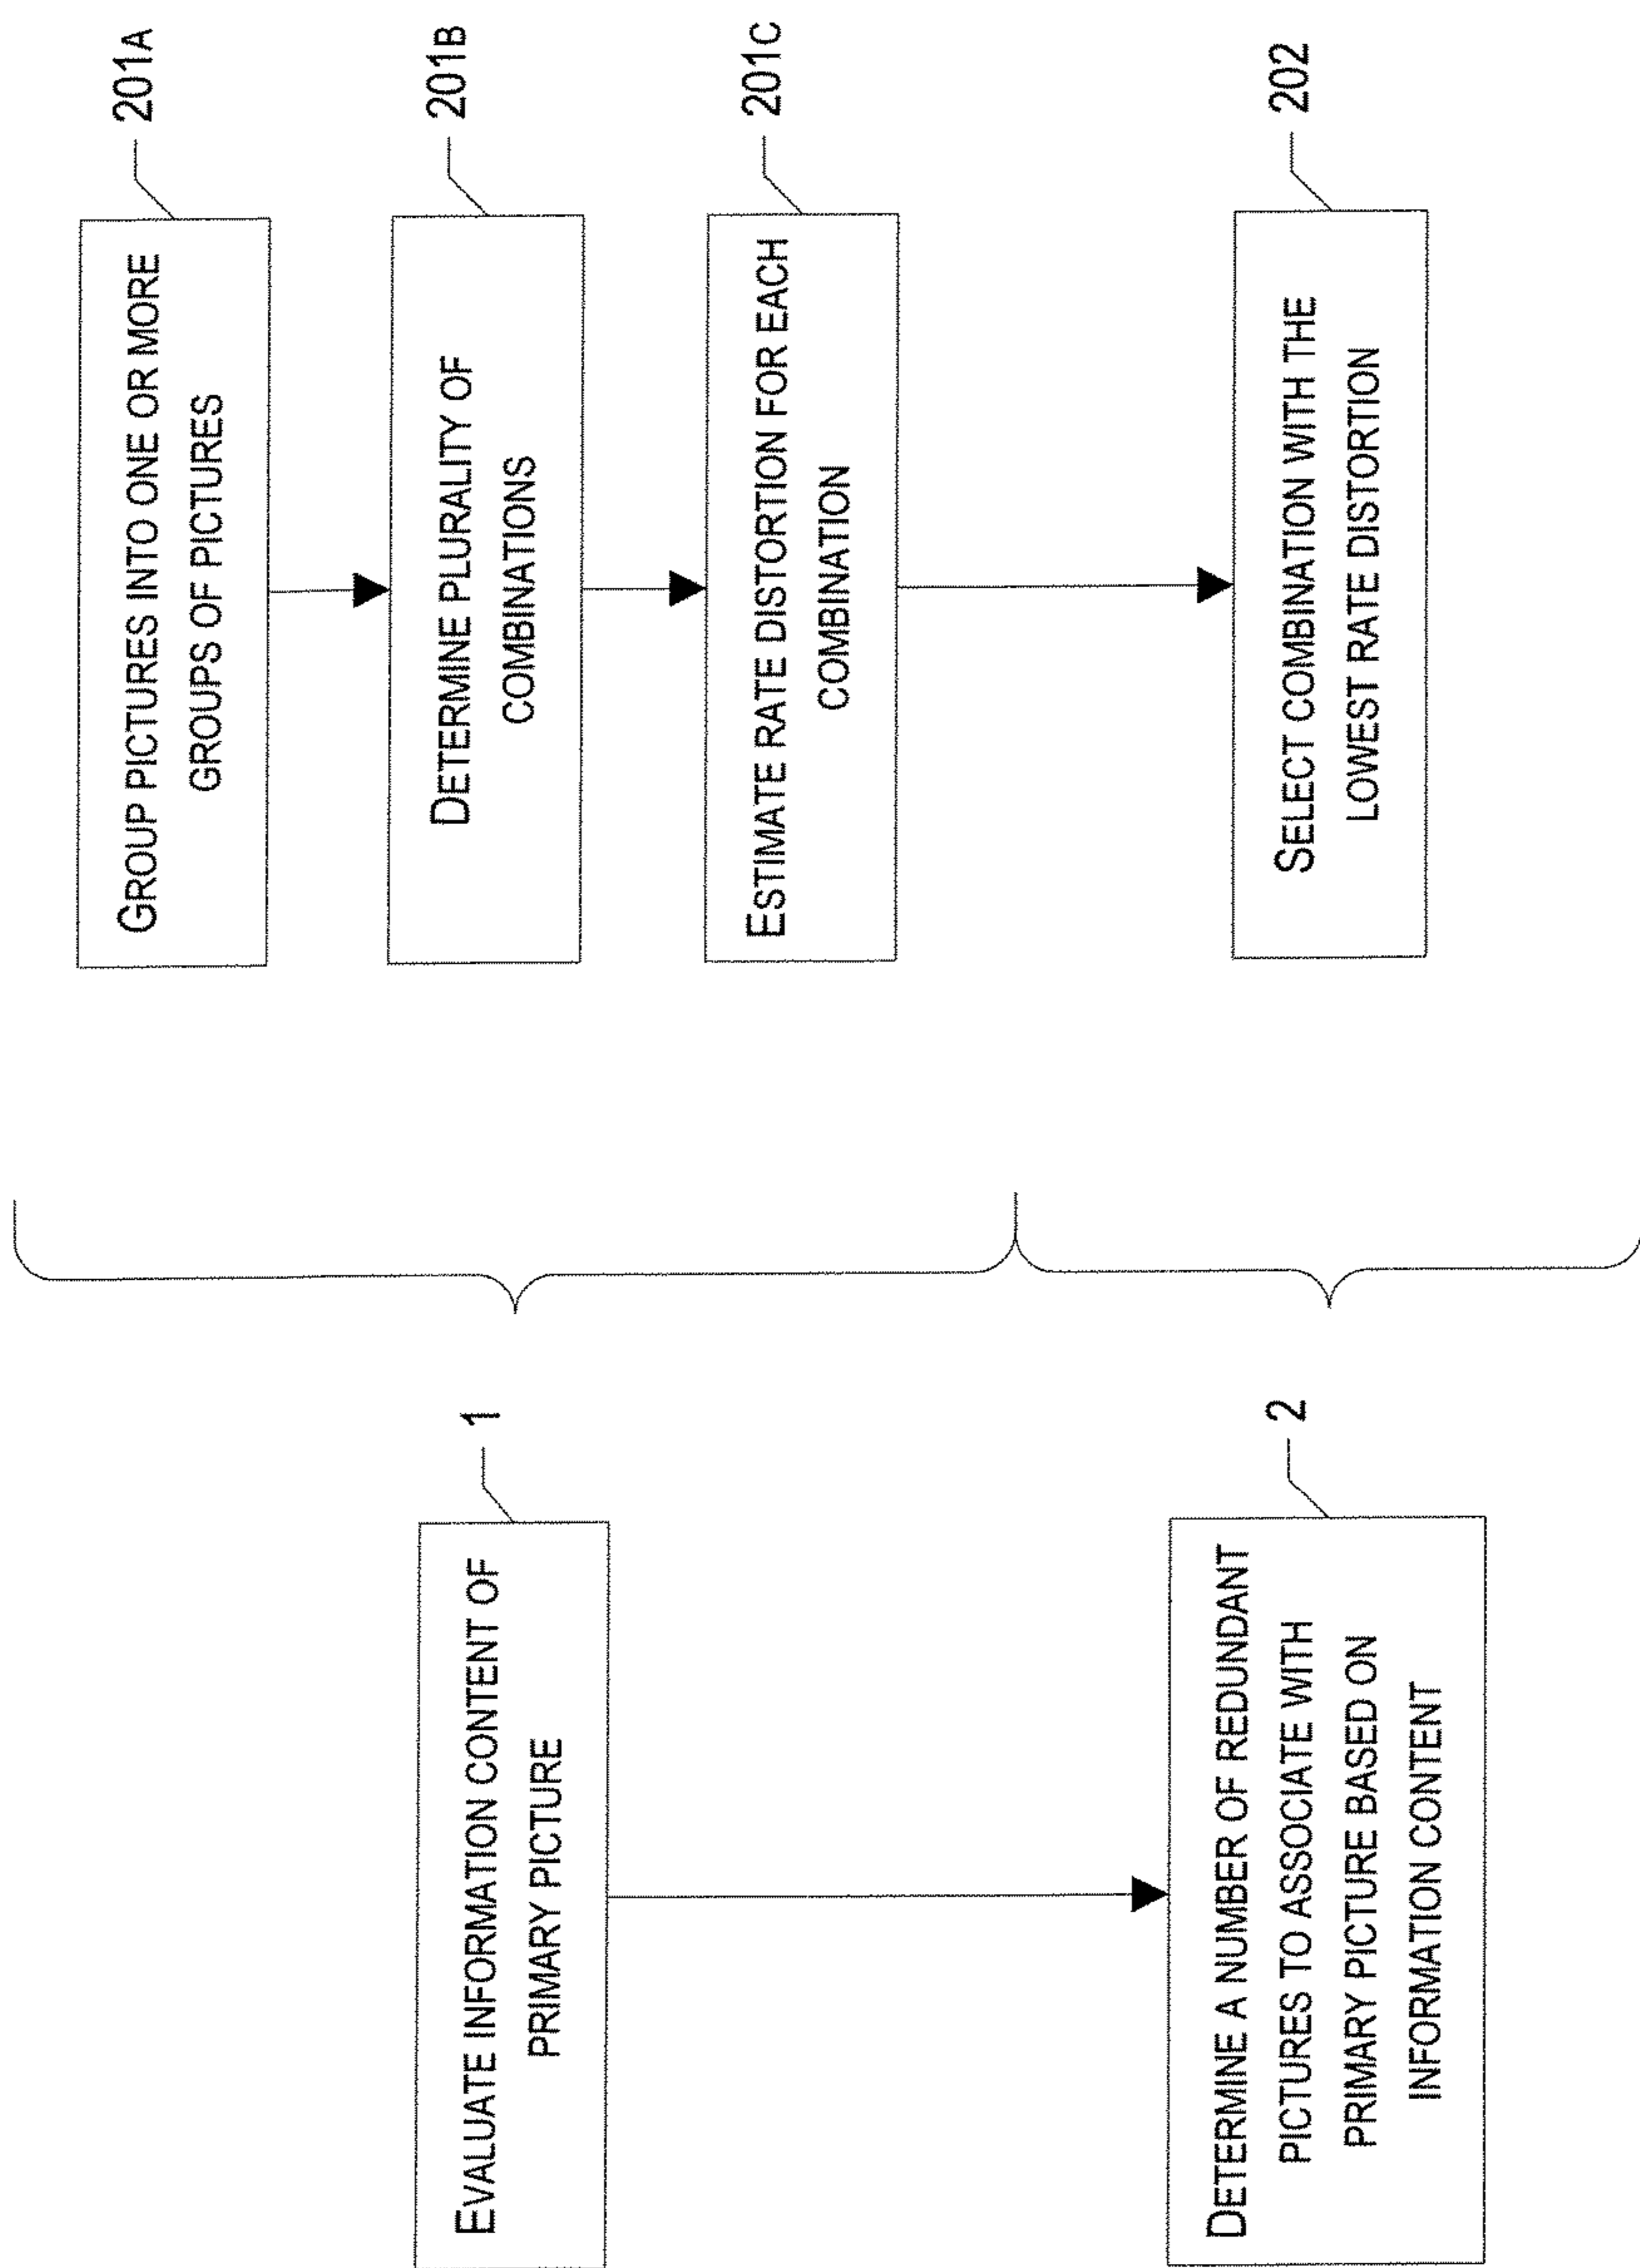 EVALUATE INFORMATION CONTENT OF
PRIMARY PICTURE
1
DETERMINE A NUMBER OF REDUNDANT
PICTURES TO ASSOCIATE WITH
PRIMARY PICTURE BASED ON
INFORMATION CONTENT
2
GROUP PICTURES INTO ONE OR MORE
GROUPS OF PICTURES
201A
DETERMINE PLURALITY OF
COMBINATIONS
201B
ESTIMATE RATE DISTORTION FOR EACH
COMBINATION
201C
SELECT COMBINATION WITH THE
LOWEST RATE DISTORTION
202